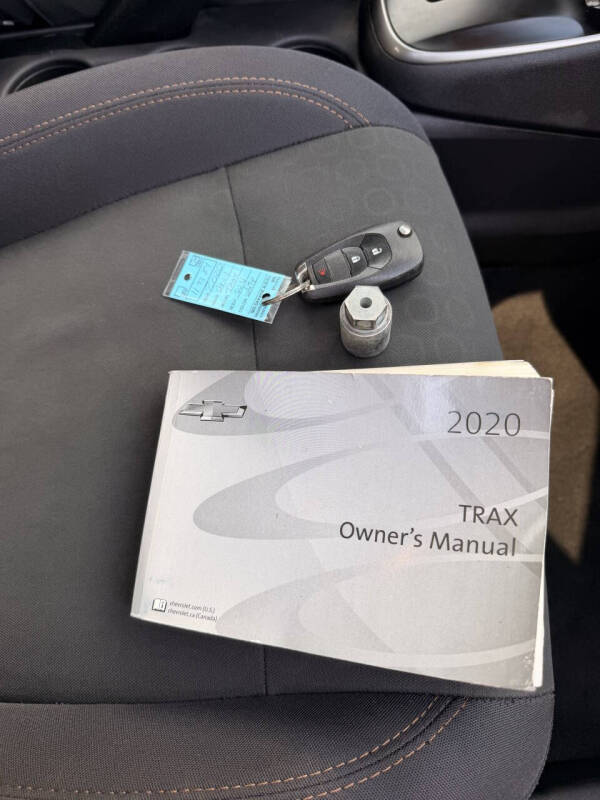 2020
TRAX
Owner's Manual
chevrolet.com (U.S.)
chevrolet.ca (Canada)